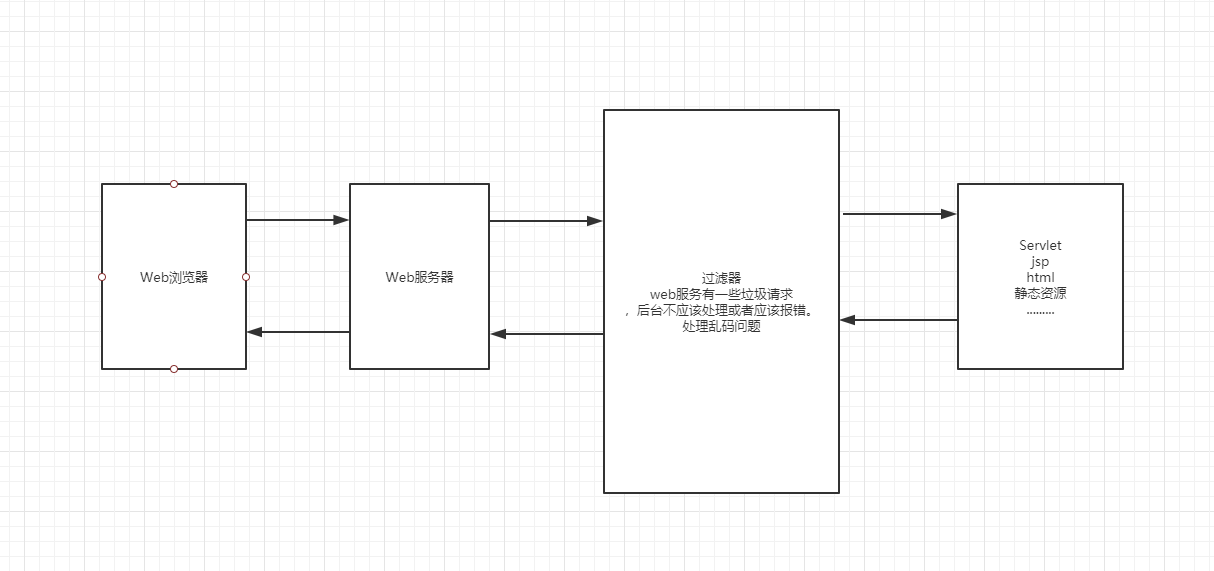 Web浏览器
Web服务器
过滤器
web服务有一些垃圾请求
，后台不应该处理或者应该报错。
处理乱码问题
Servlet
jsp
html
静态资源
.........